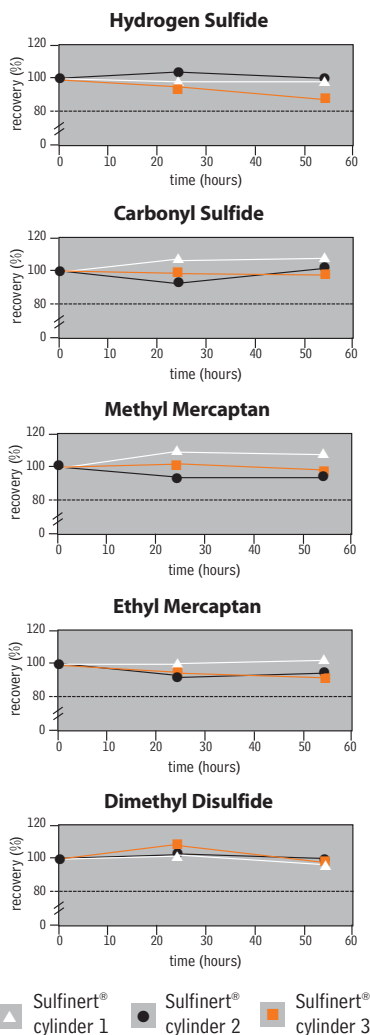 Hydrogen Sulfide
120
100
80
0
recovery (%)
0 10 20 30 40 50 60
time (hours)
Carbonyl Sulfide
120
100
80
0
recovery (%)
0 10 20 30 40 50 60
time (hours)
Methyl Mercaptan
120
100
80
0
recovery (%)
0 10 20 30 40 50 60
time (hours)
Ethyl Mercaptan
120
100
80
0
recovery (%)
0 10 20 30 40 50 60
time (hours)
Dimethyl Disulfide
120
100
80
0
recovery (%)
0 10 20 30 40 50 60
time (hours)
Sulfinert® Sulfinert® Sulfinert®
cylinder 1 cylinder 2 cylinder 3